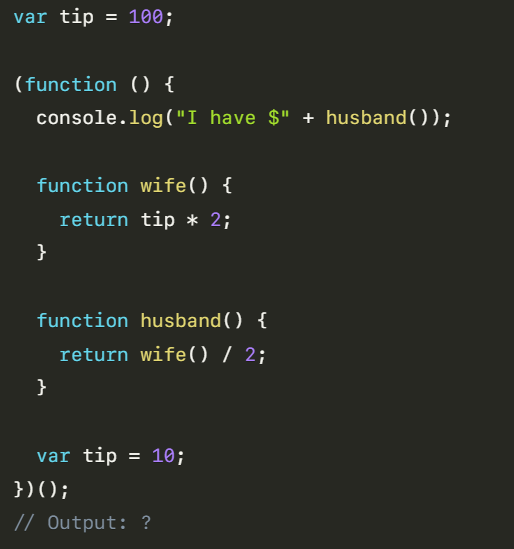 var tip = 100;

(function () {
  console.log("I have $" + husband());

  function wife() {
    return tip * 2;
  }

  function husband() {
    return wife() / 2;
  }

  var tip = 10;
})();
// Output: ?